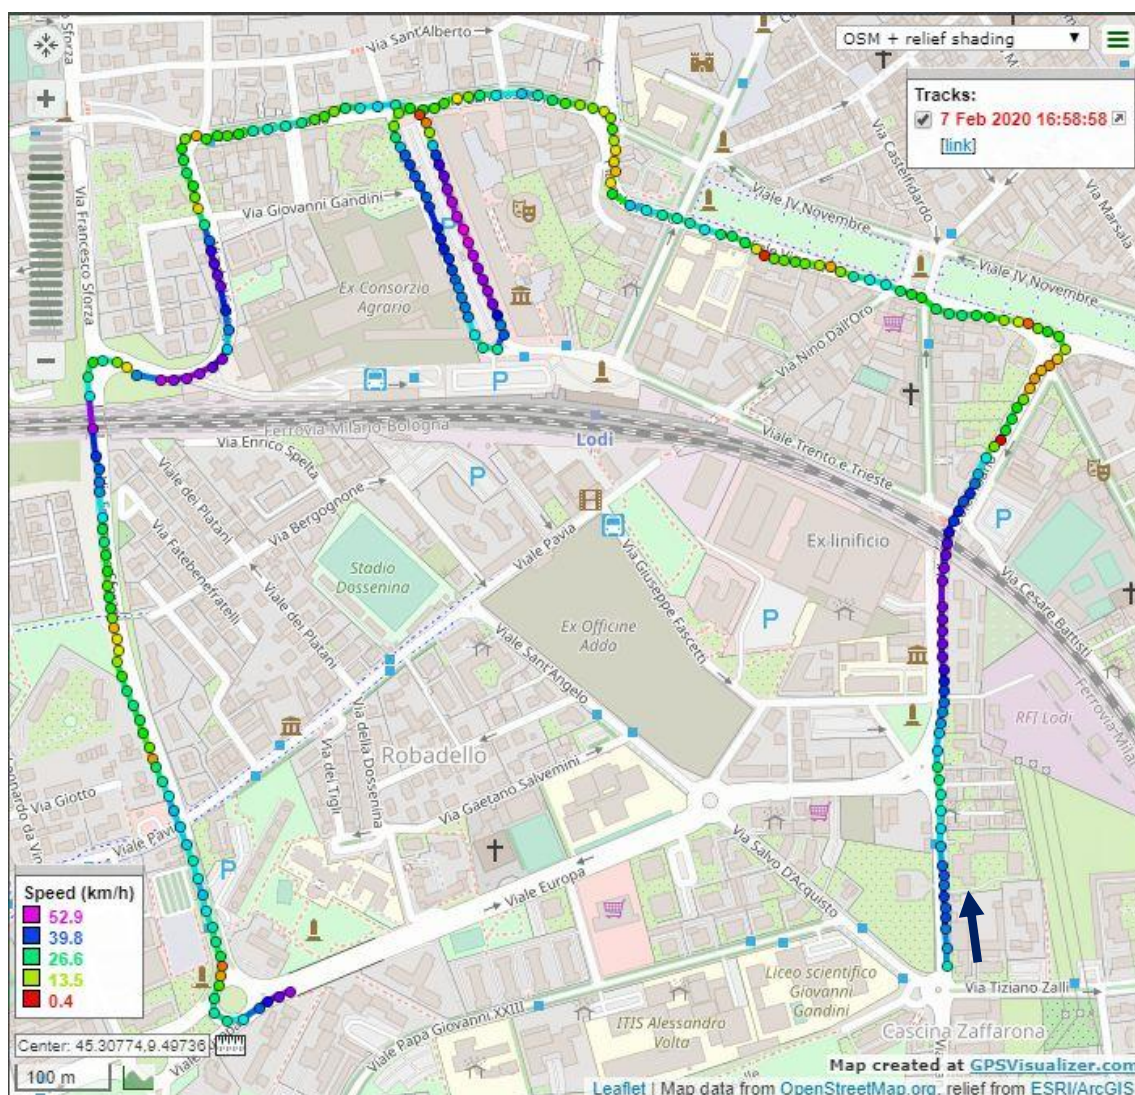 Via Sant'Alberto
OSM + relief shading
Tracks:
7 Feb 2020 16:58:58
[link]
Via Castelfidardo
Via Marsala
Via Francesco Sforza
Via Giovanni Gandini
Viale IV Novembre
Viale IV Novembre
P
Ex Consorzio
Agrario
Via Nino Dall'Oro
P
Ferrovia Milano-Bologna
Lodi
Via Enrico Spelta
Viale Trento e Trieste
Viale dei Platani
P
Via Bergognone
P
Viale Pavia
Ex linificio
Via Fatebenefratelli
Stadio
Dossenina
Via Giuseppe Fascetti
Via Cesare Battisti
Viale dei Platani
Ex Officine
Adda
P
Viale Sant'Angelo
RFI Lodi
Via della Dossenina
Robadello
Via dei Tigli
Via Gaetano Salvemini
Via Giotto
Viale Pavia
P
Via Salvo D'Acquisto
Viale Europa
Speed (km/h)
52.9
39.8
26.6
13.5
0.4
Liceo scientifico
Giovanni
Gandini
Via Tiziano Zalli
Viale Papa Giovanni XXIII
ITIS Alessandro
Volta
Cascina Zaffarona
Center: 45.30774,9.49736
100 m
Map created at GPSVisualizer.com
Leaflet | Map data from OpenStreetMap.org, relief from ESRI/ArcGIS